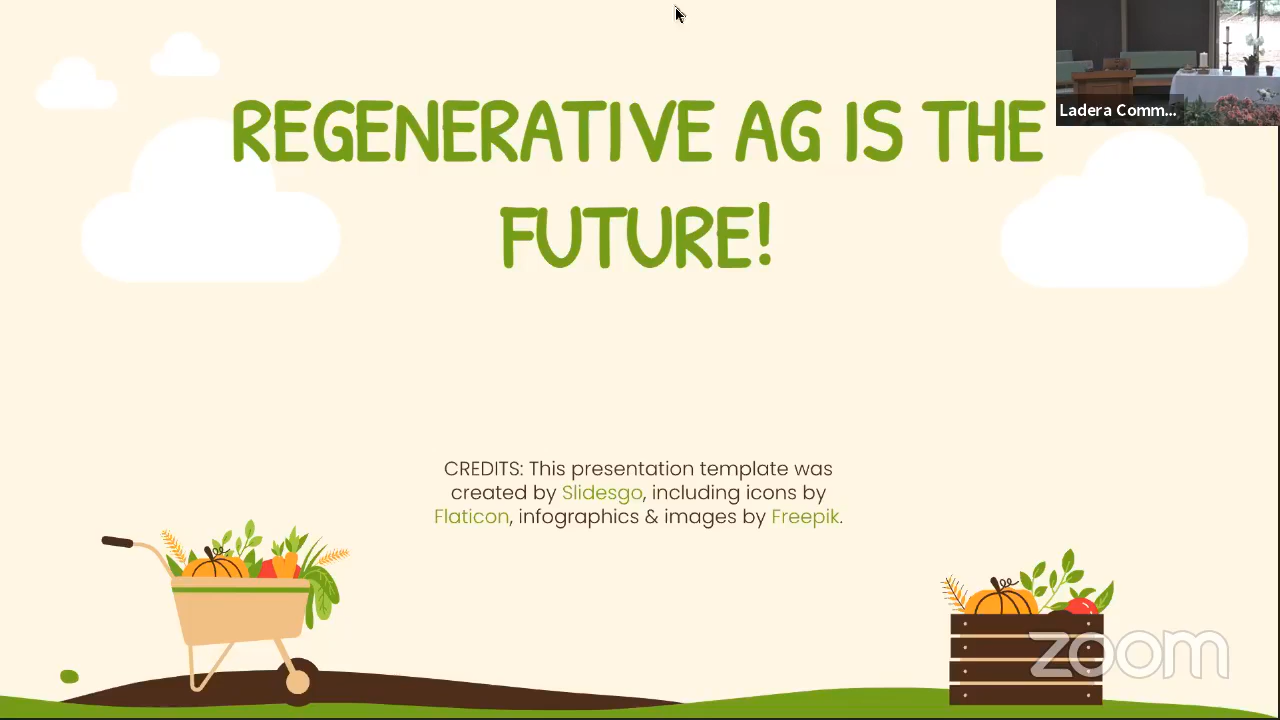 REGENERATIVE AG IS THE
FUTURE!
Ladera Comm...
CREDITS: This presentation template was
created by Slidesgo, including icons by
Flaticon, infographics & images by Freepik.
zoom